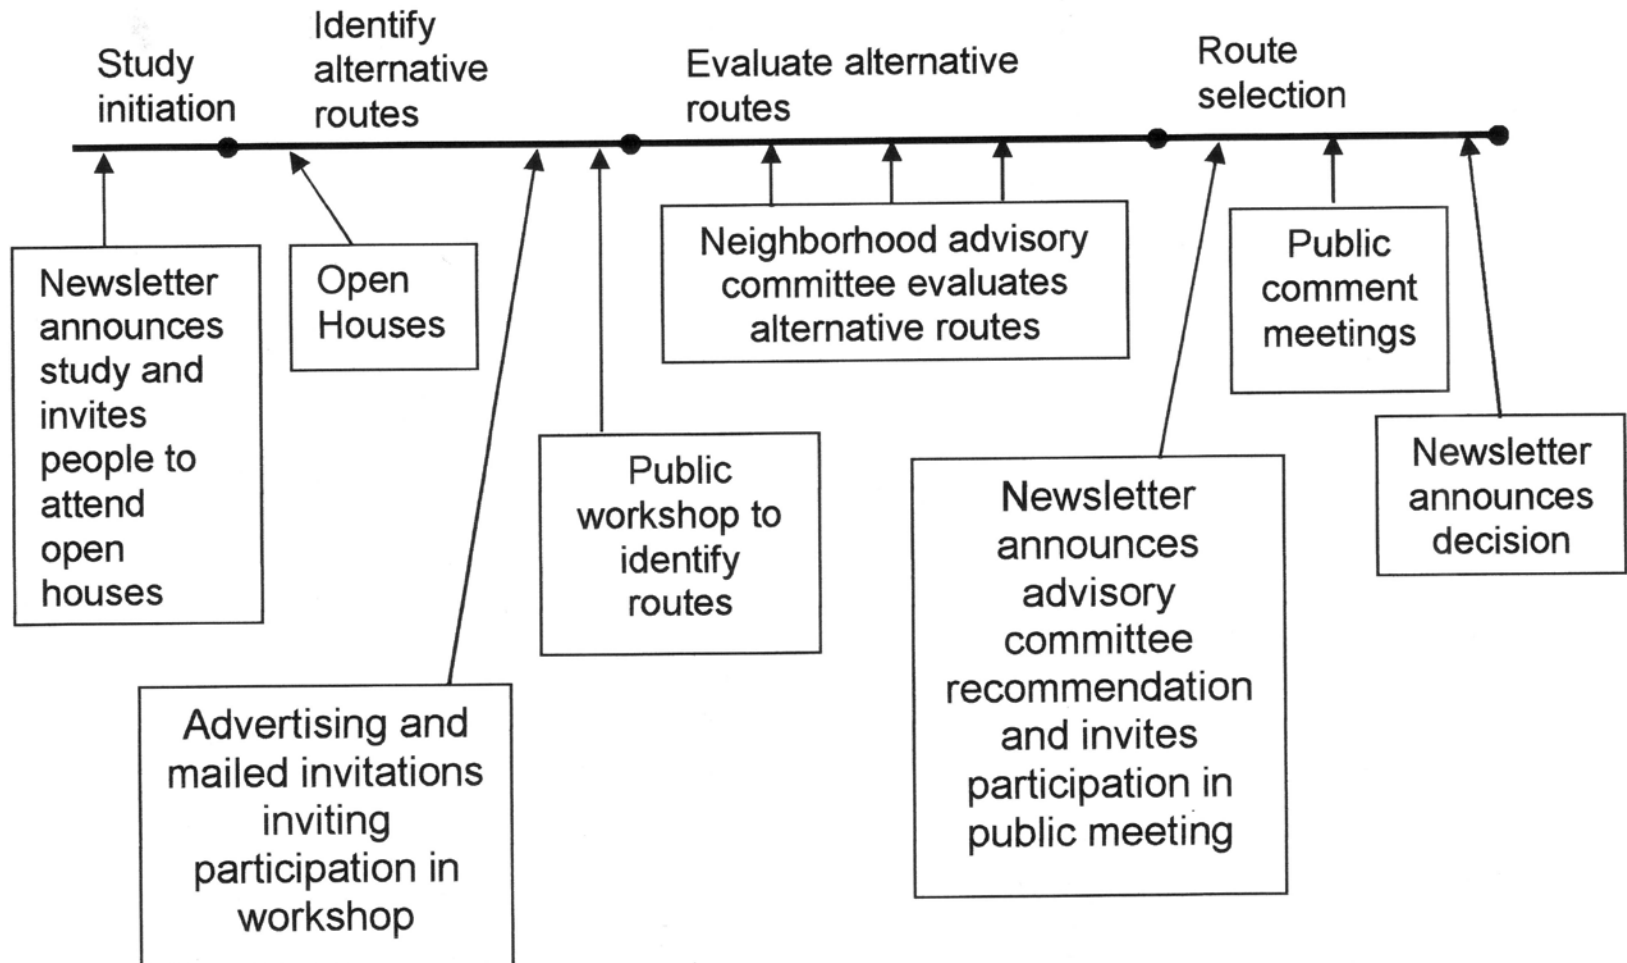 Study
initiation
Identify
alternative
routes
Evaluate alternative
routes
Route
selection
Newsletter
announces
study and
invites
people to
attend
open
houses
Open
Houses
Advertising and
mailed invitations
inviting
participation in
workshop
Public
workshop to
identify
routes
Neighborhood advisory
committee evaluates
alternative routes
Newsletter
announces
advisory
committee
recommendation
and invites
participation in
public meeting
Public
comment
meetings
Newsletter
announces
decision